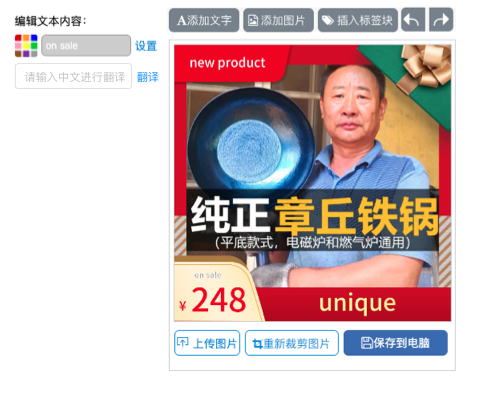 编辑文本内容：
on sale
设置
请输入中文进行翻译
翻译
A添加文字
添加图片
插入标签块
new product
纯正章丘铁锅
（平底款式，电磁炉和燃气炉通用）
on sale
¥248
unique
上传图片
重新裁剪图片
保存到电脑